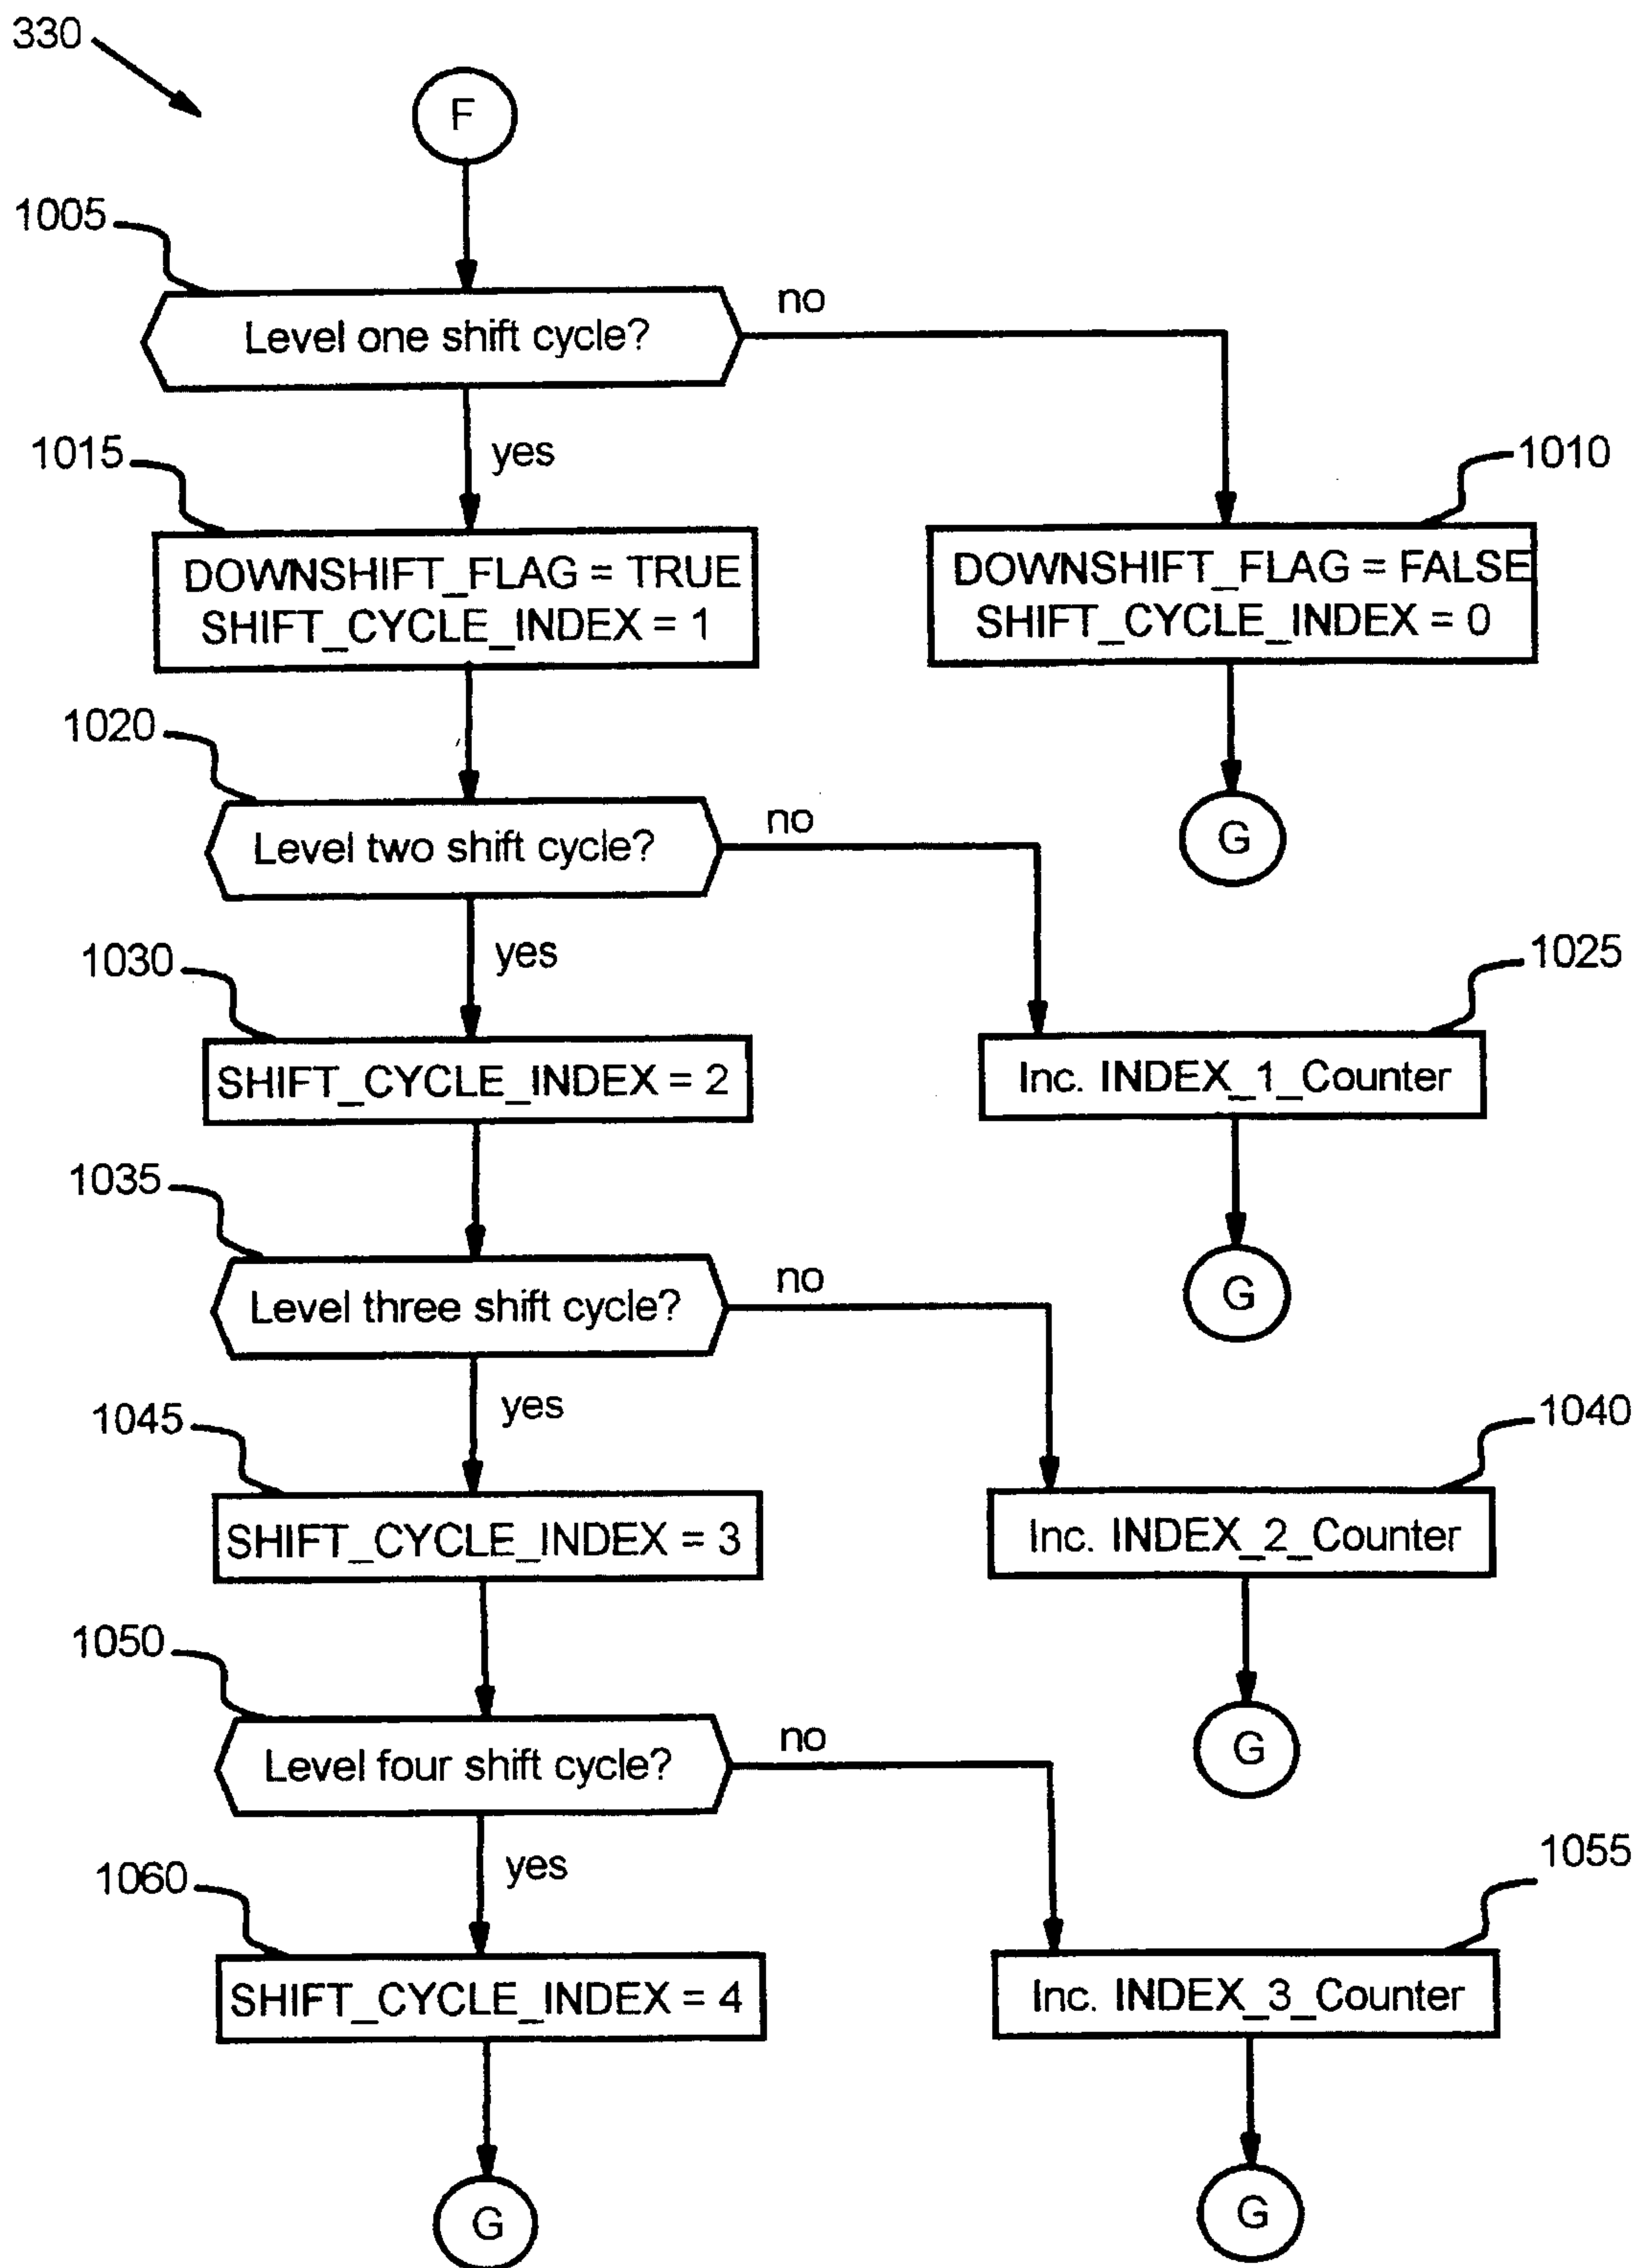 330
F
1005
Level one shift cycle?
no
yes
1015
1010
DOWNSHIFT_FLAG = TRUE
SHIFT_CYCLE_INDEX = 1
DOWNSHIFT_FLAG = FALSE
SHIFT_CYCLE_INDEX = 0
1020
Level two shift cycle?
no
G
yes
1030
1025
SHIFT_CYCLE_INDEX = 2
Inc. INDEX_1_Counter
1035
Level three shift cycle?
no
G
yes
1045
1040
SHIFT_CYCLE_INDEX = 3
Inc. INDEX_2_Counter
1050
Level four shift cycle?
no
G
yes
1060
1055
SHIFT_CYCLE_INDEX = 4
Inc. INDEX_3_Counter
G
G